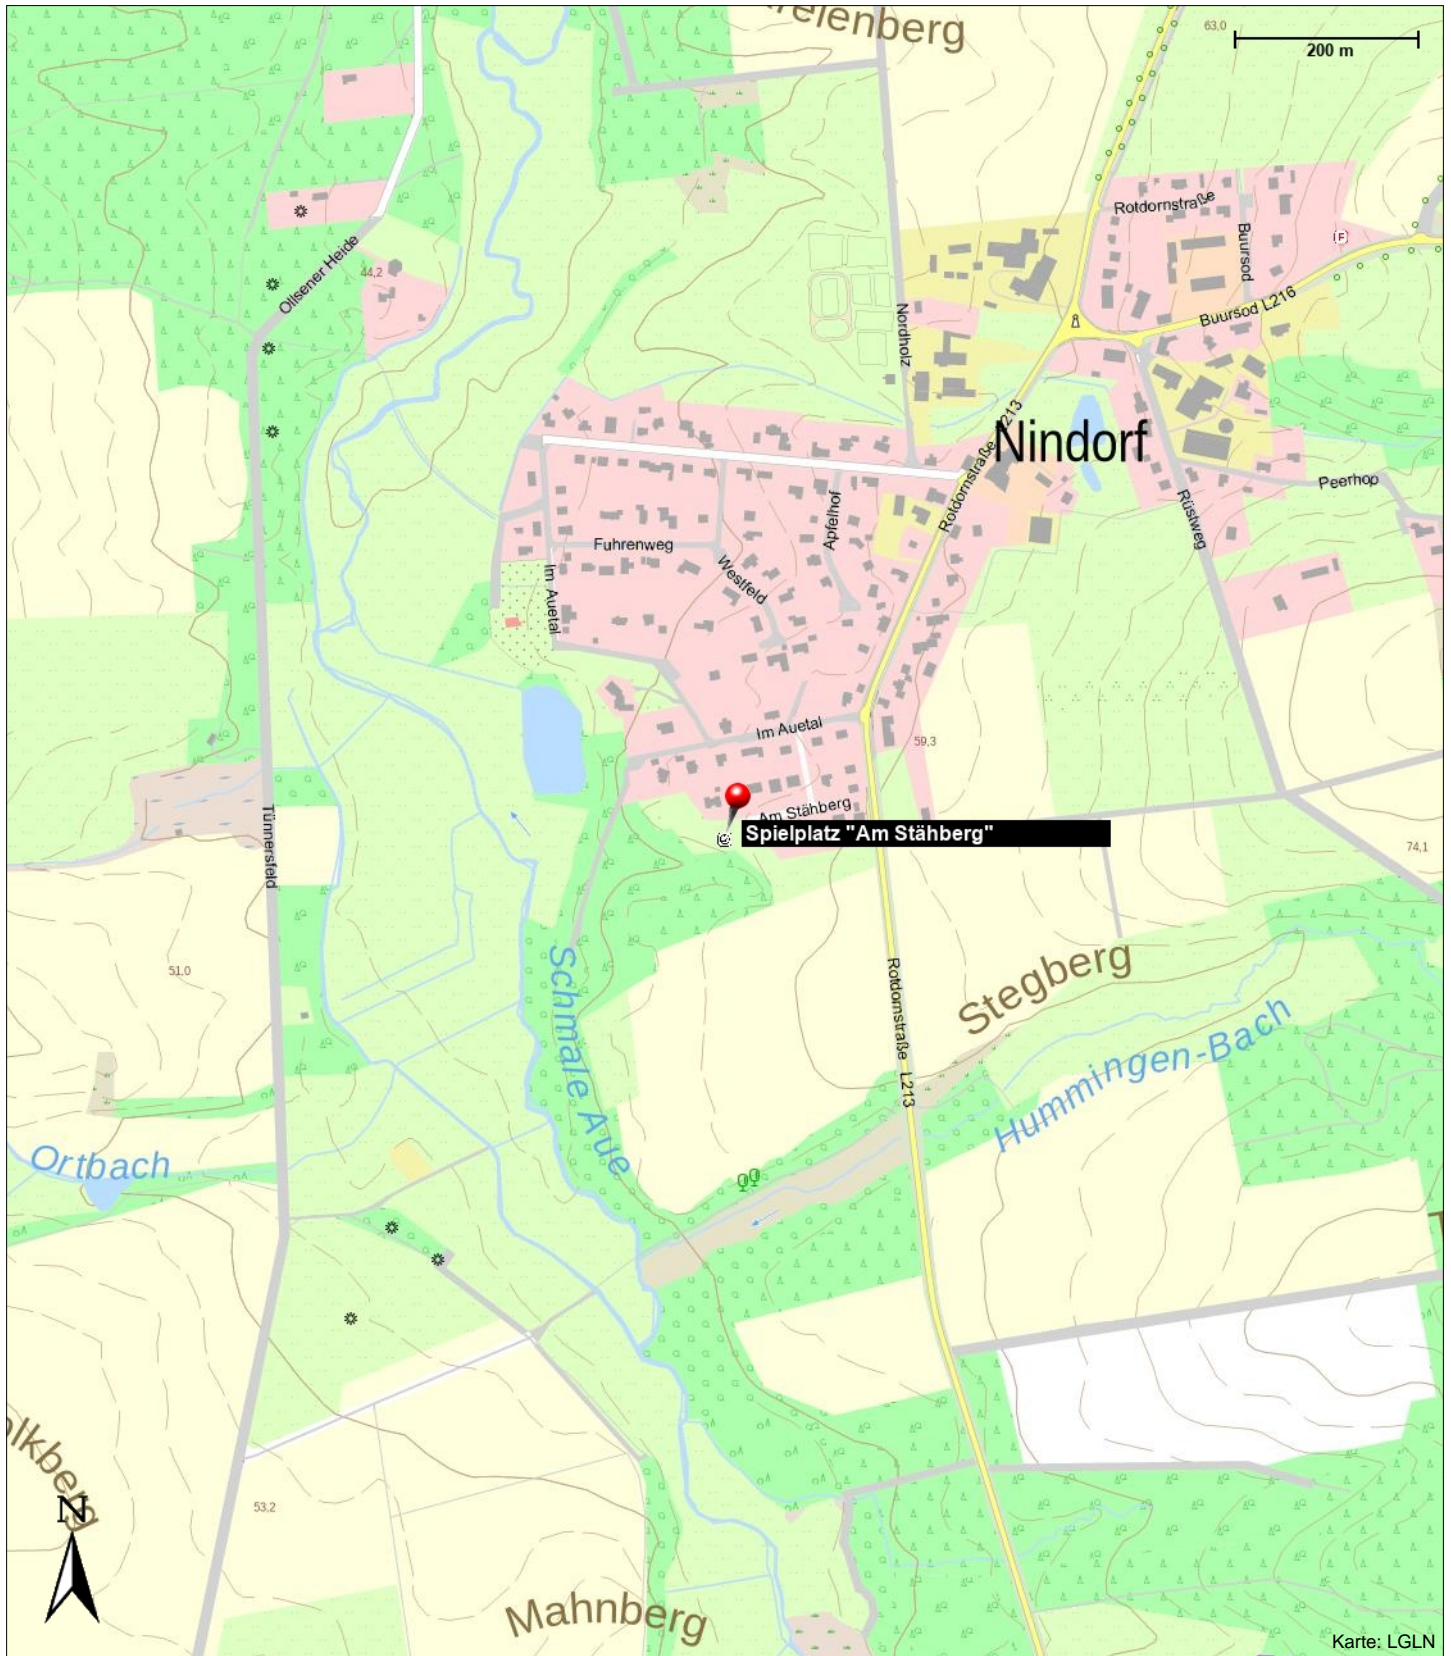 reienberg
63,0
200 m
Rotdornstraße
Buursod
F
Ollsener Heide
44,2
Nordholz
Buursod L216
Rotdornstraße L213
Nindorf
Peerhop
Rüstweg
Apfelhof
Fuhrenweg
Westfeld
Im Auetal
Im Auetal
59,3
Am Stähberg
Spielplatz "Am Stähberg"
Tünnersfeld
74,1
Schmale Aue
51,0
Stegberg
Rotdornstraße L213
Hummingen-Bach
Ortbach
olkberg
53,2
N
Mahnberg
Karte: LGLN